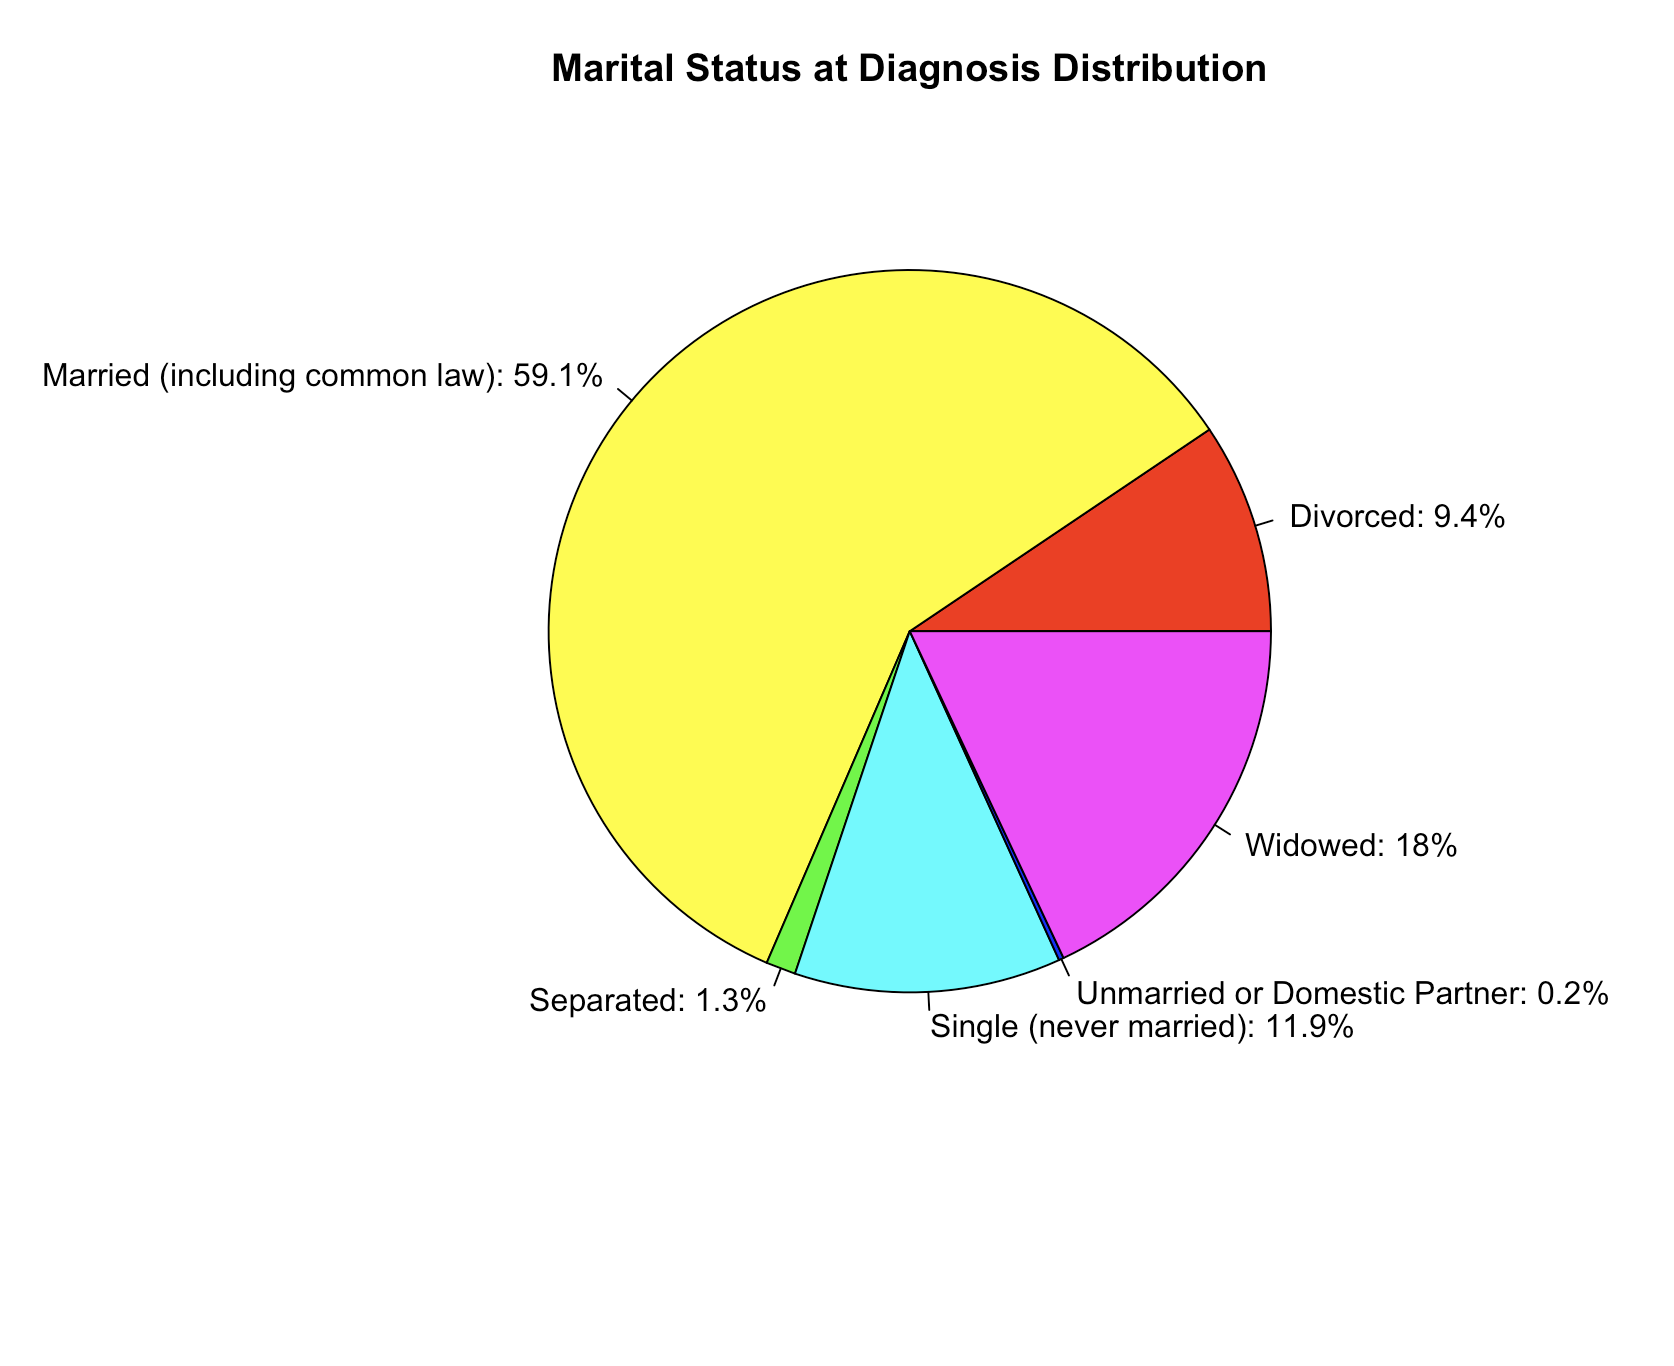 Marital Status at Diagnosis Distribution
Married (including common law): 59.1%
Divorced: 9.4%
Widowed: 18%
Unmarried or Domestic Partner: 0.2%
Separated: 1.3%
Single (never married): 11.9%